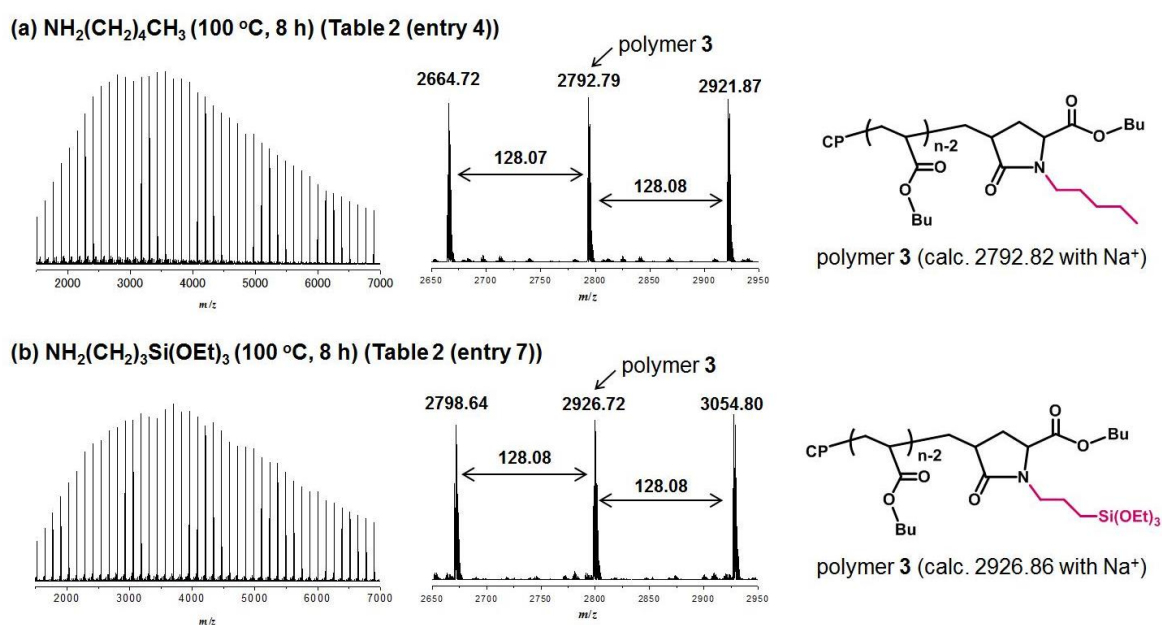 (a) NH2(CH2)4CH3 (100 oC, 8 h) (Table 2 (entry 4))
polymer 3
2664.72 2792.79 2921.87
128.07
128.08
2000 3000 4000 5000 6000 7000
m/z
2650 2700 2750 2800 2850 2900 2950
m/z
CP ( ) n-2
O
O
Bu
O
N
O
O
Bu
polymer 3 (calc. 2792.82 with Na+)
(b) NH2(CH2)3Si(OEt)3 (100 oC, 8 h) (Table 2 (entry 7))
polymer 3
2798.64 2926.72 3054.80
128.08
128.08
2000 3000 4000 5000 6000 7000
m/z
2650 2700 2750 2800 2850 2900 2950
m/z
CP ( ) n-2
O
O
Bu
O
N
O
O
Bu
Si(OEt)3
polymer 3 (calc. 2926.86 with Na+)